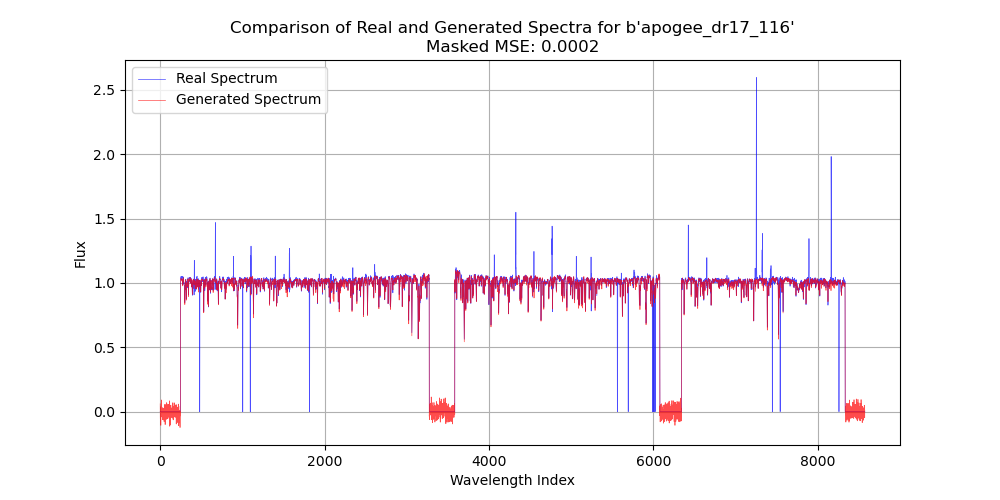 Comparison of Real and Generated Spectra for b'apogee_dr17_116'
Masked MSE: 0.0002
Real Spectrum
Generated Spectrum
Flux
2.5
2.0
1.5
1.0
0.5
0.0
0 2000 4000 6000 8000
Wavelength Index